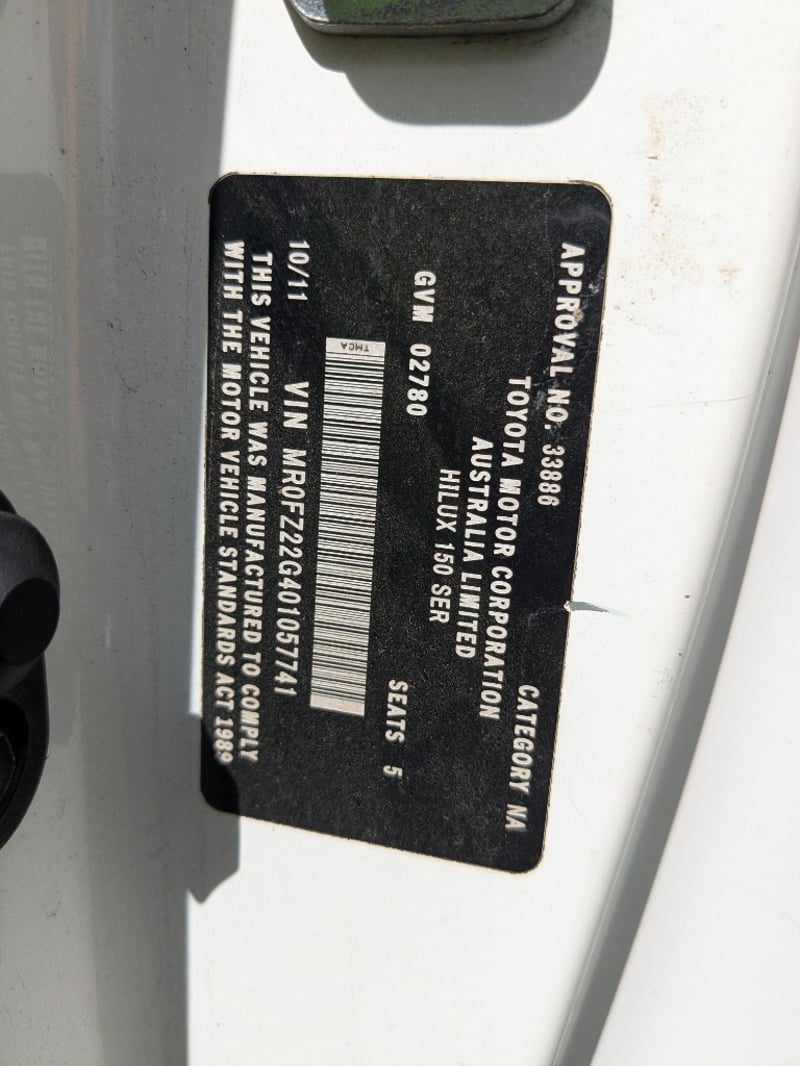 APPROVAL NO. 33886 CATEGORY NA
TOYOTA MOTOR CORPORATION
AUSTRALIA LIMITED
HILUX 150 SER
GVM 02780 SEATS 5
TMCA
VIN MR0FZ22G401057741
10/11
THIS VEHICLE WAS MANUFACTURED TO COMPLY
WITH THE MOTOR VEHICLE STANDARDS ACT 1989